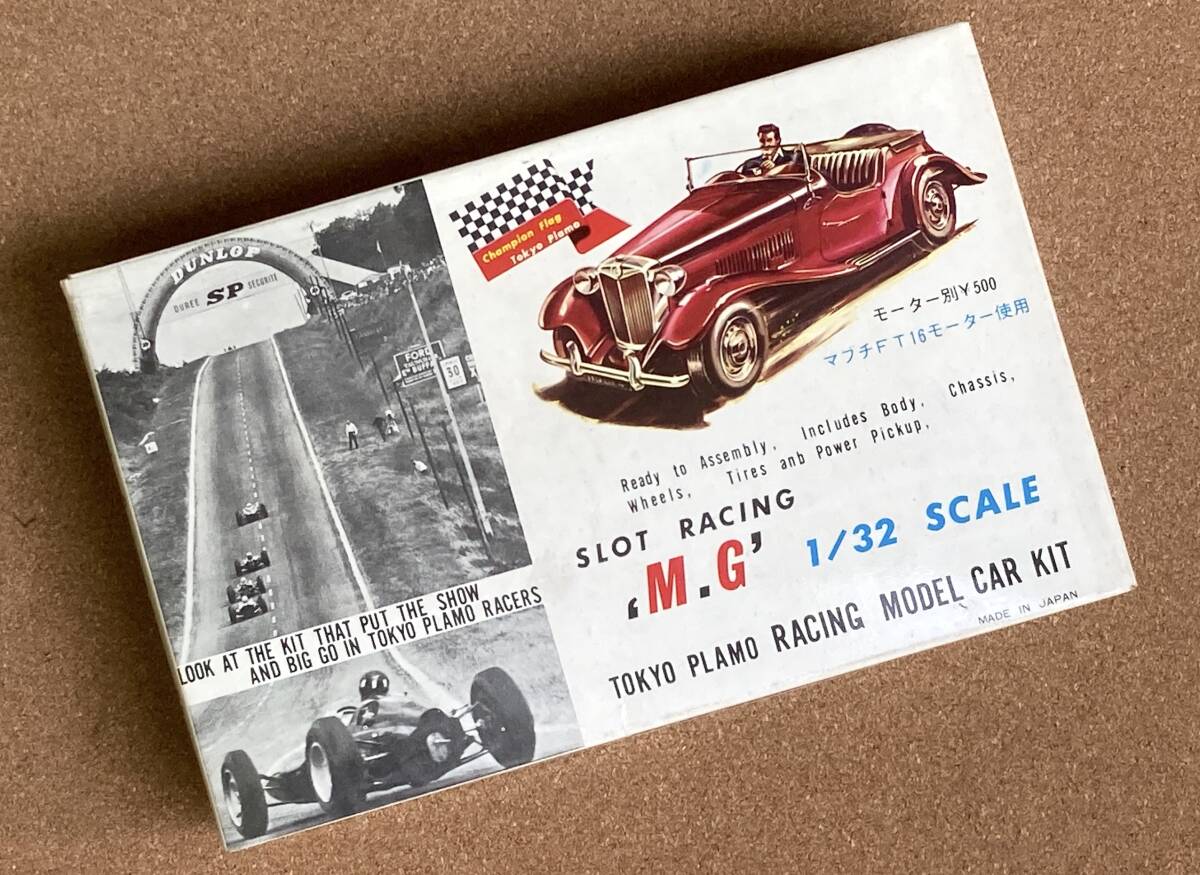 DUNLOP
DURÉE SP SECURITÉ
FORD
30
LOOK AT THE KIT THAT PUT THE SHOW
AND BIG GO IN TOKYO PLAMO RACERS
Champion Flag
Tokyo Plamo
モーター別￥500
マブチFT16モーター使用
Ready to Assembly, Includes Body, Chassis,
Wheels, Tires anb Power Pickup,
SLOT RACING
‘M.G’ 1/32 SCALE
TOKYO PLAMO RACING MODEL CAR KIT
MADE IN JAPAN